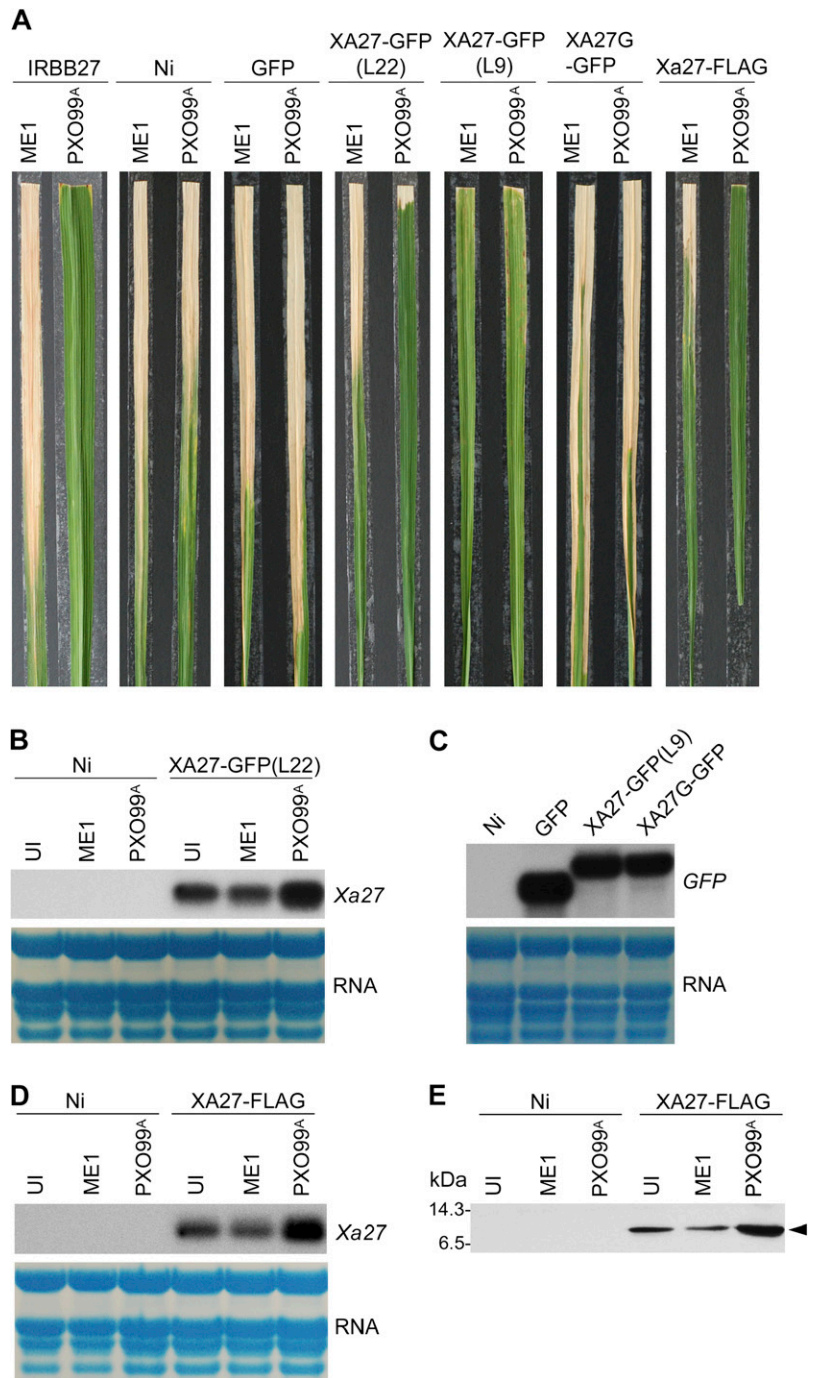 A
IRBB27
Ni
GFP
XA27-GFP
(L22)
XA27-GFP
(L9)
XA27G
-GFP
Xa27-FLAG
ME1
PXO99A
ME1
PXO99A
ME1
PXO99A
ME1
PXO99A
ME1
PXO99A
ME1
PXO99A
ME1
PXO99A
B
Ni
XA27-GFP(L22)
UI
ME1
PXO99A
UI
ME1
PXO99A
Xa27
RNA
C
Ni
GFP
XA27-GFP(L9)
XA27G-GFP
GFP
RNA
D
Ni
XA27-FLAG
UI
ME1
PXO99A
UI
ME1
PXO99A
Xa27
RNA
E
Ni
XA27-FLAG
kDa
UI
ME1
PXO99A
UI
ME1
PXO99A
14.3-
6.5-